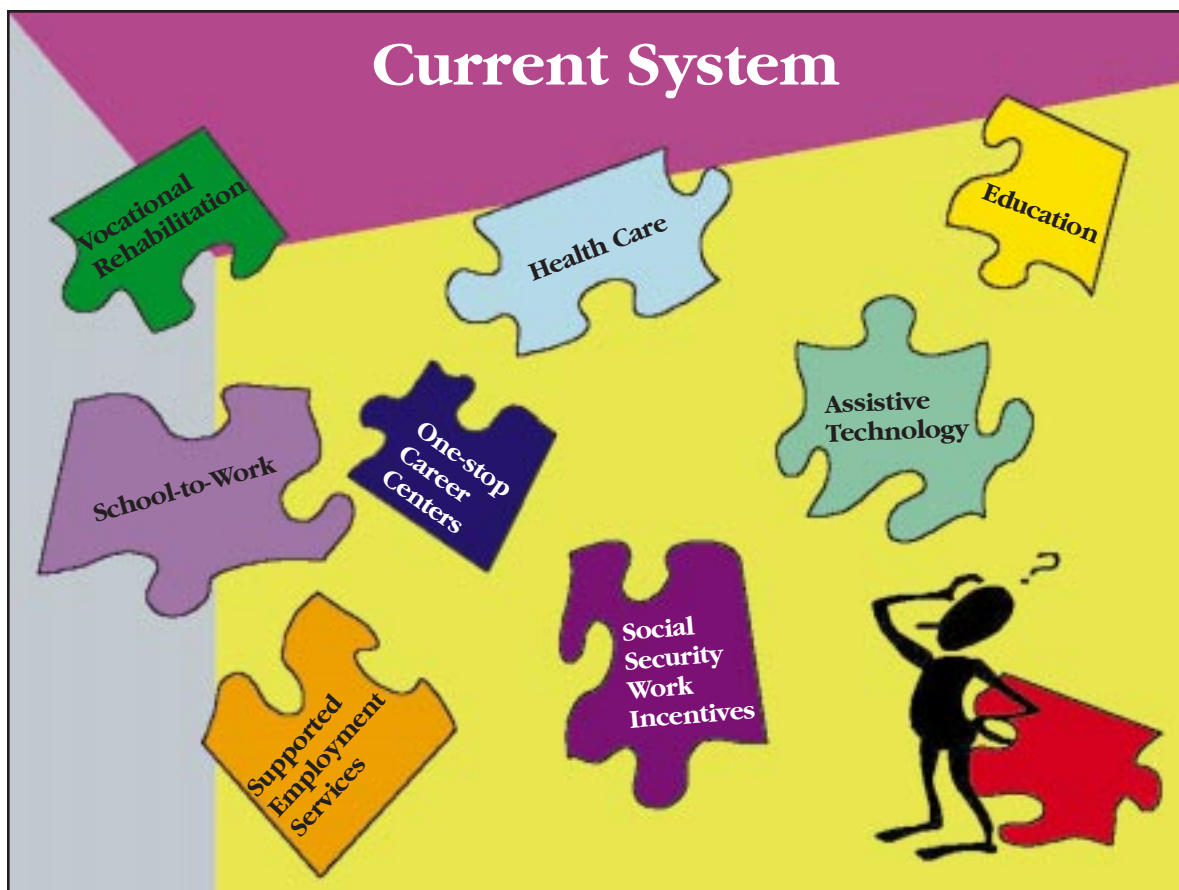 Current System
Vocational
Rehabilitation
Health Care
Education
School-to-Work
One-stop
Career
Centers
Assistive
Technology
Supported
Employment
Services
Social
Security
Work
Incentives
?